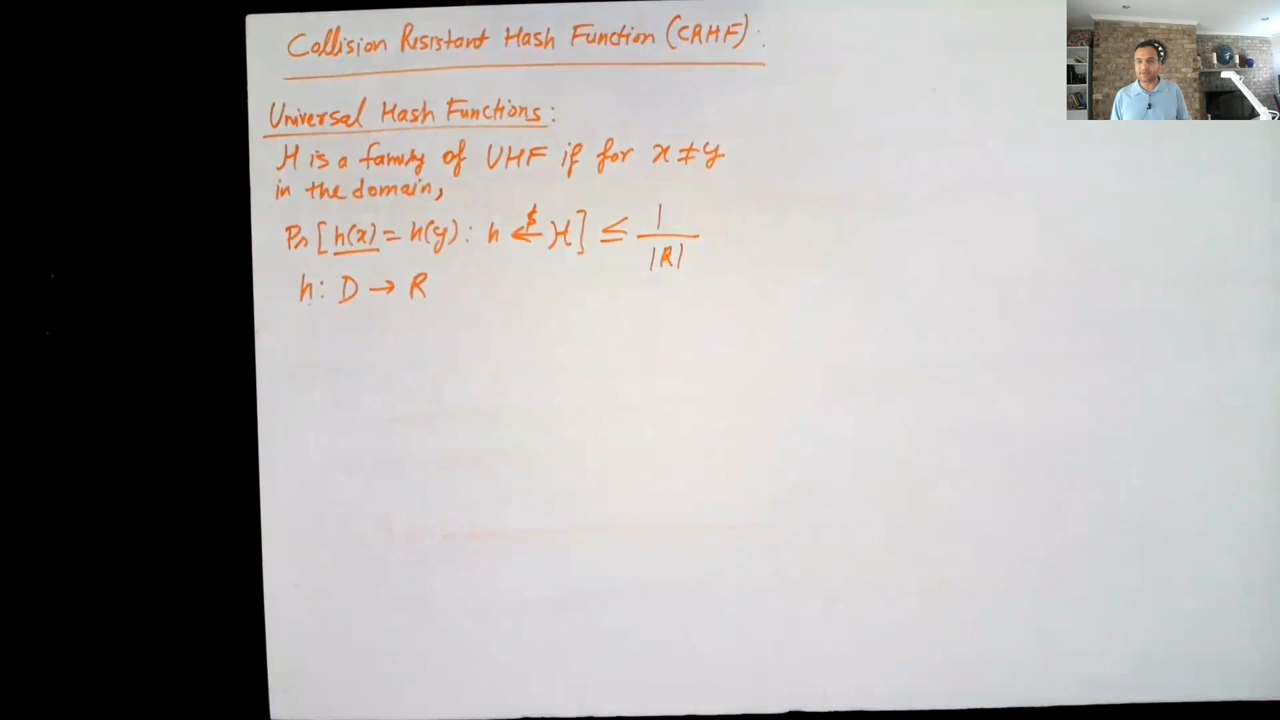 Collision Resistant Hash Function (CRHF):
Universal Hash Functions:
H is a family of UHF if for x ≠ y
in the domain,
Pr [h(x) = h(y) : h ←$ H] ≤ 1/|R|
h: D → R